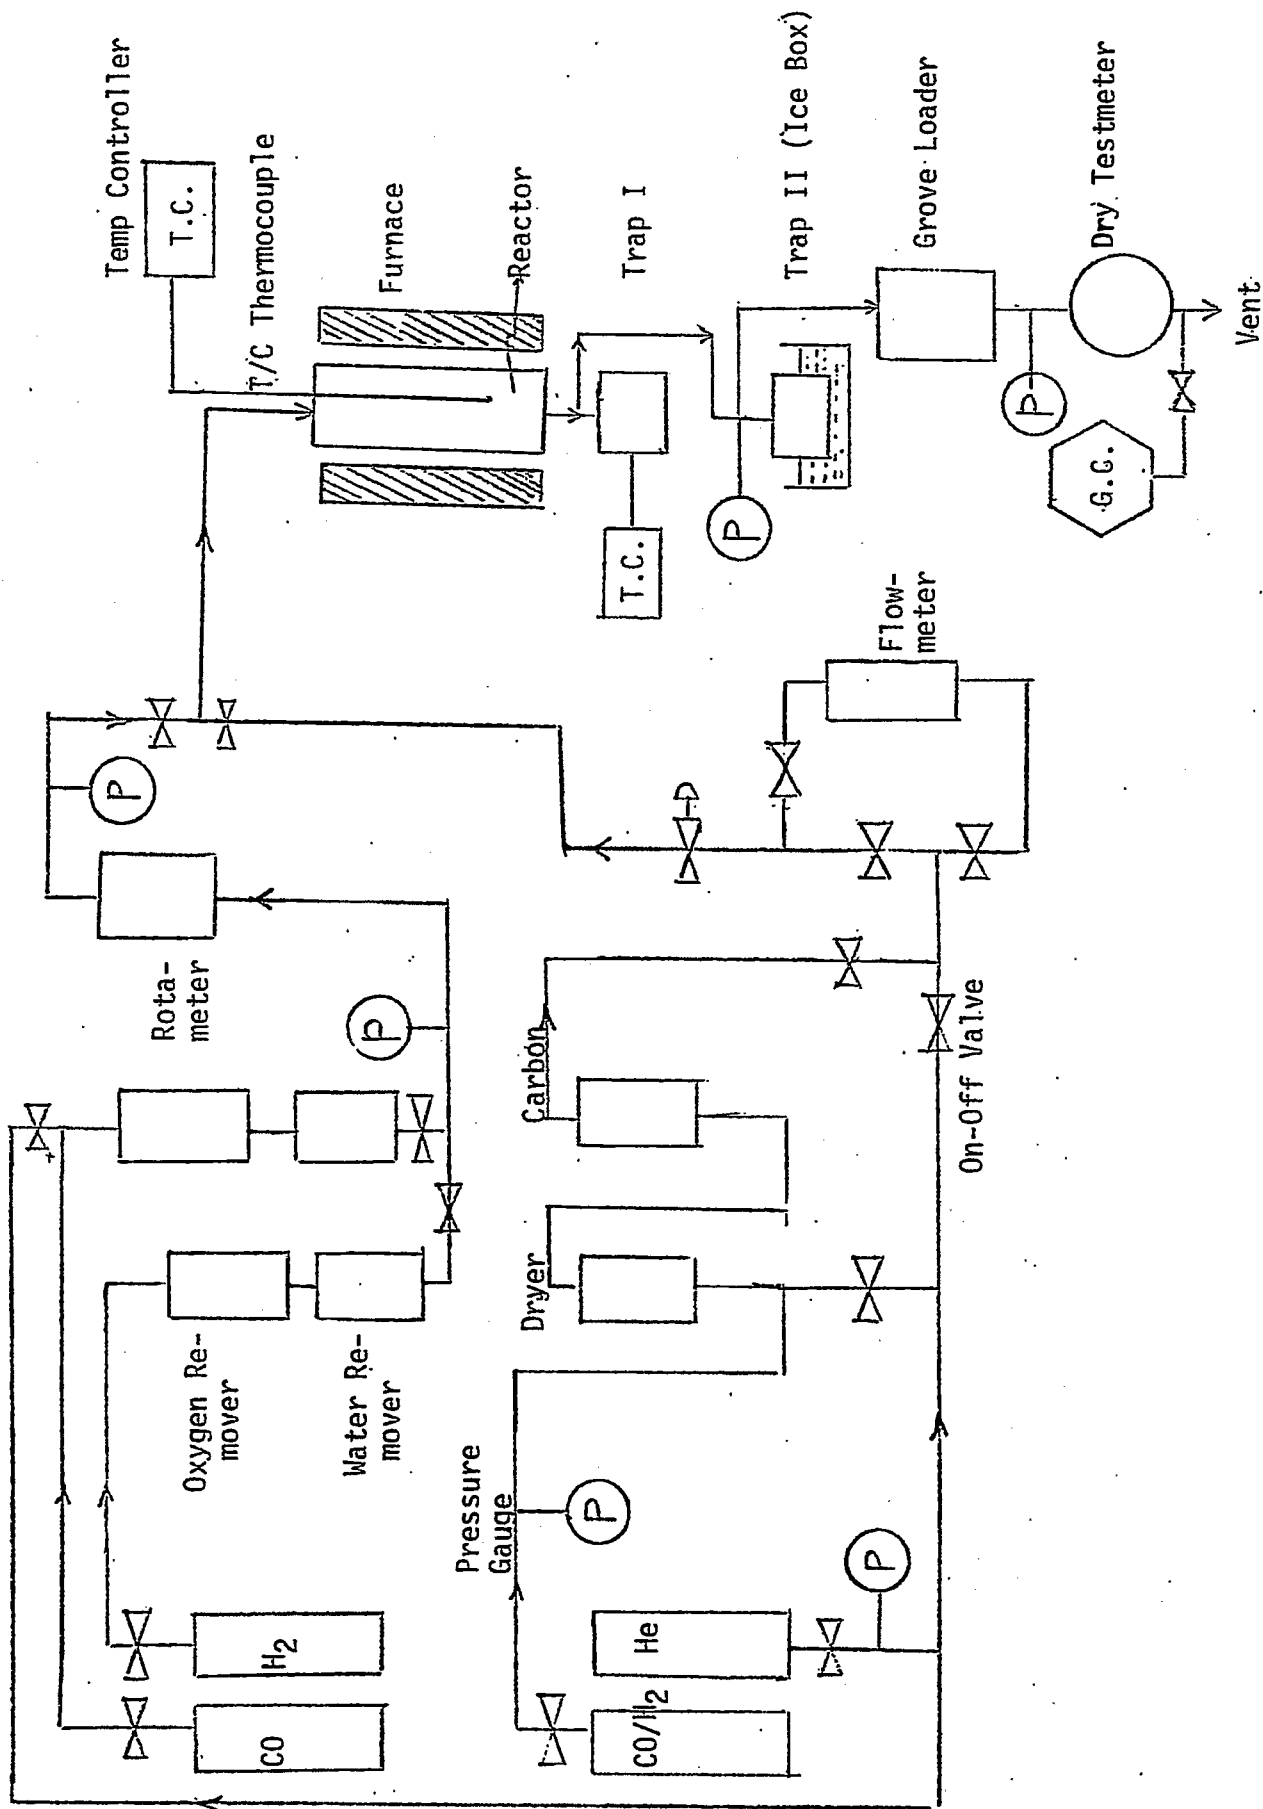 Temp Controller
T.C.
T/C Thermocouple
Furnace
Reactor
Trap I
T.C.
Trap II (Ice Box)
P
Grove Loader
P
Dry Testmeter
G.C.
Vent
P
Rota-
meter
P
Oxygen Re-
mover
Water Re-
mover
H2
CO
Flow-
meter
Carbon
Dryer
On-Off Valve
Pressure
Gauge
P
P
He
CO/H2